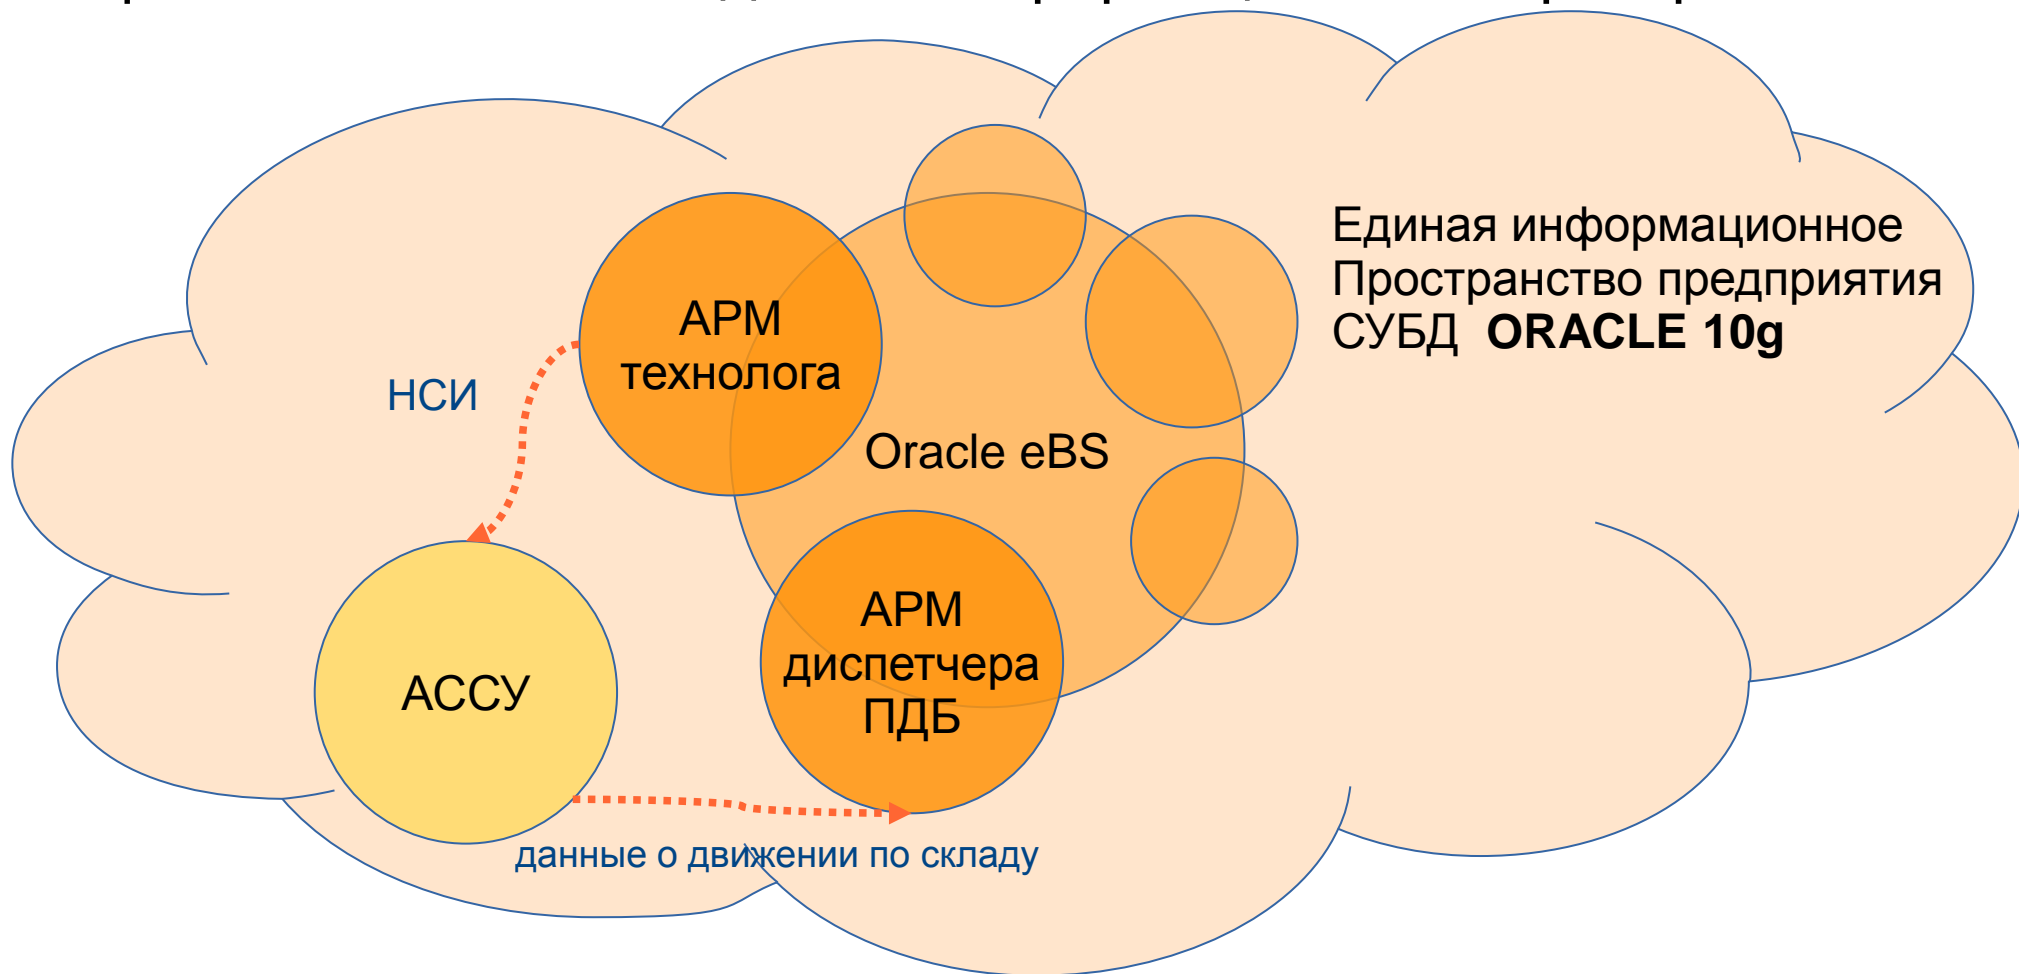 Единая информационное
Пространство предприятия
СУБД ORACLE 10g
АРМ
технолога
НСИ
Oracle eBS
АРМ
диспетчера
ПДБ
АССУ
данные о движении по складу